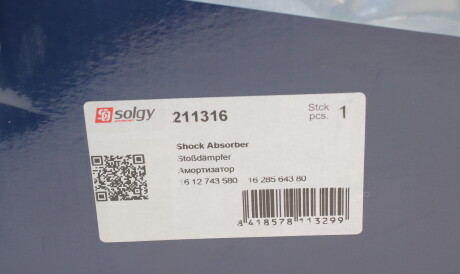 solgy
211316
Stck
pcs. 1
Shock Absorber
Stoßdämpfer
Амортизатор
16 12 743 580 16 285 643 80
8 418578 113299